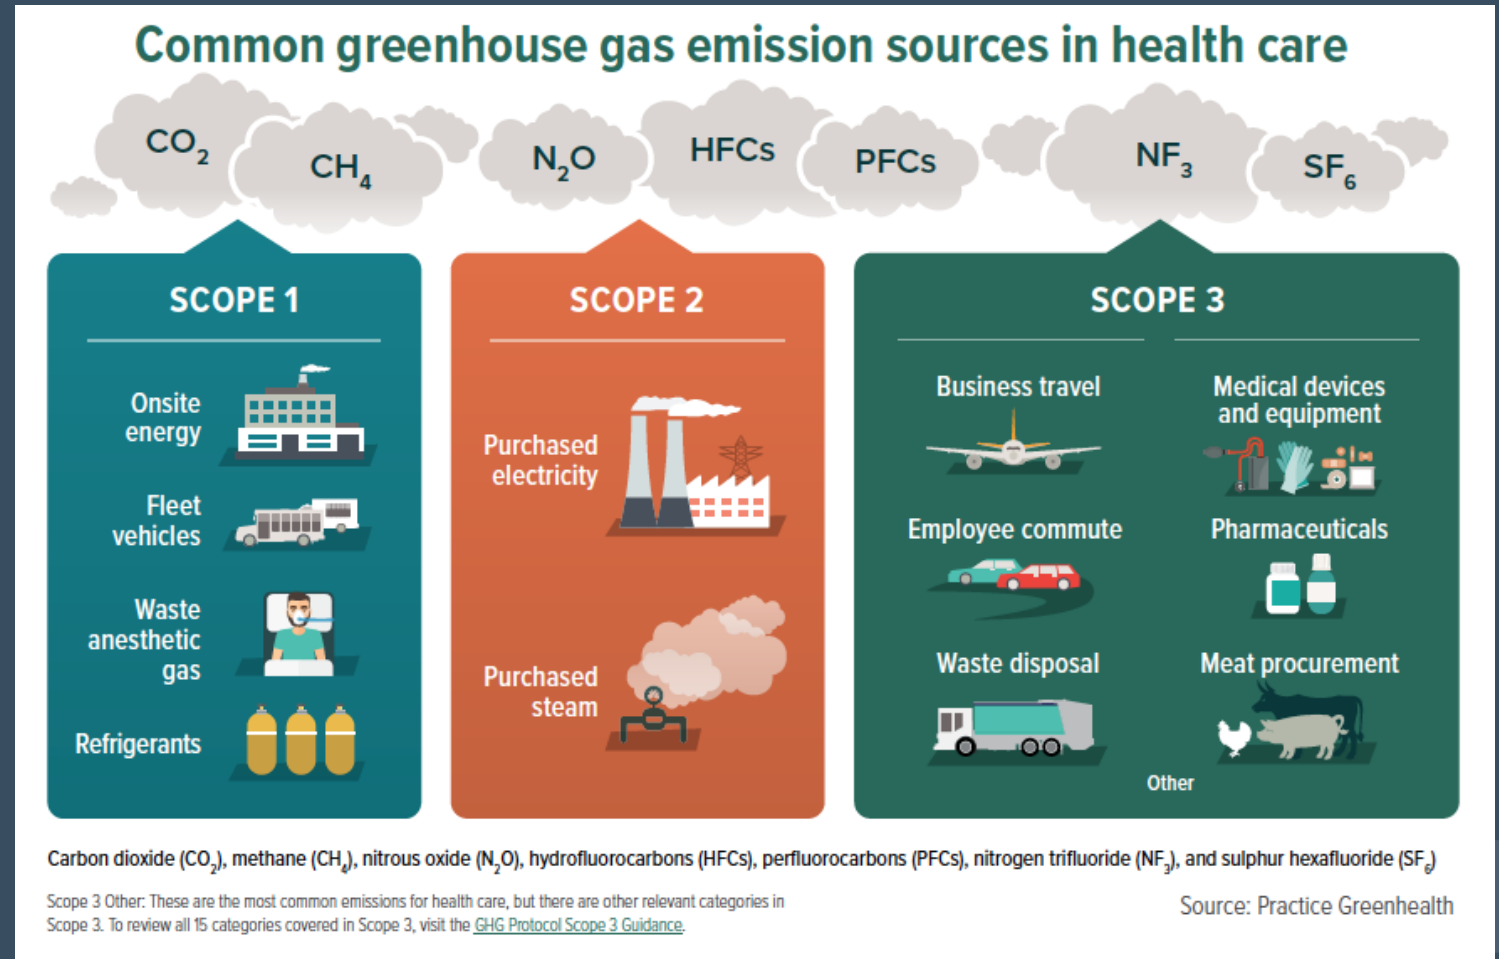 Common greenhouse gas emission sources in health care
CO₂
CH₄
N₂O
HFCs
PFCs
NF₃
SF₆
SCOPE 1
Onsite
energy
Fleet
vehicles
Waste
anesthetic
gas
Refrigerants
SCOPE 2
Purchased
electricity
Purchased
steam
SCOPE 3
Business travel
Employee commute
Waste disposal
Medical devices
and equipment
Pharmaceuticals
Meat procurement
Other
Carbon dioxide (CO₂), methane (CH₄), nitrous oxide (N₂O), hydrofluorocarbons (HFCs), perfluorocarbons (PFCs), nitrogen trifluoride (NF₃), and sulphur hexafluoride (SF₆)
Scope 3 Other: These are the most common emissions for health care, but there are other relevant categories in
Scope 3. To review all 15 categories covered in Scope 3, visit the GHG Protocol Scope 3 Guidance.
Source: Practice Greenhealth